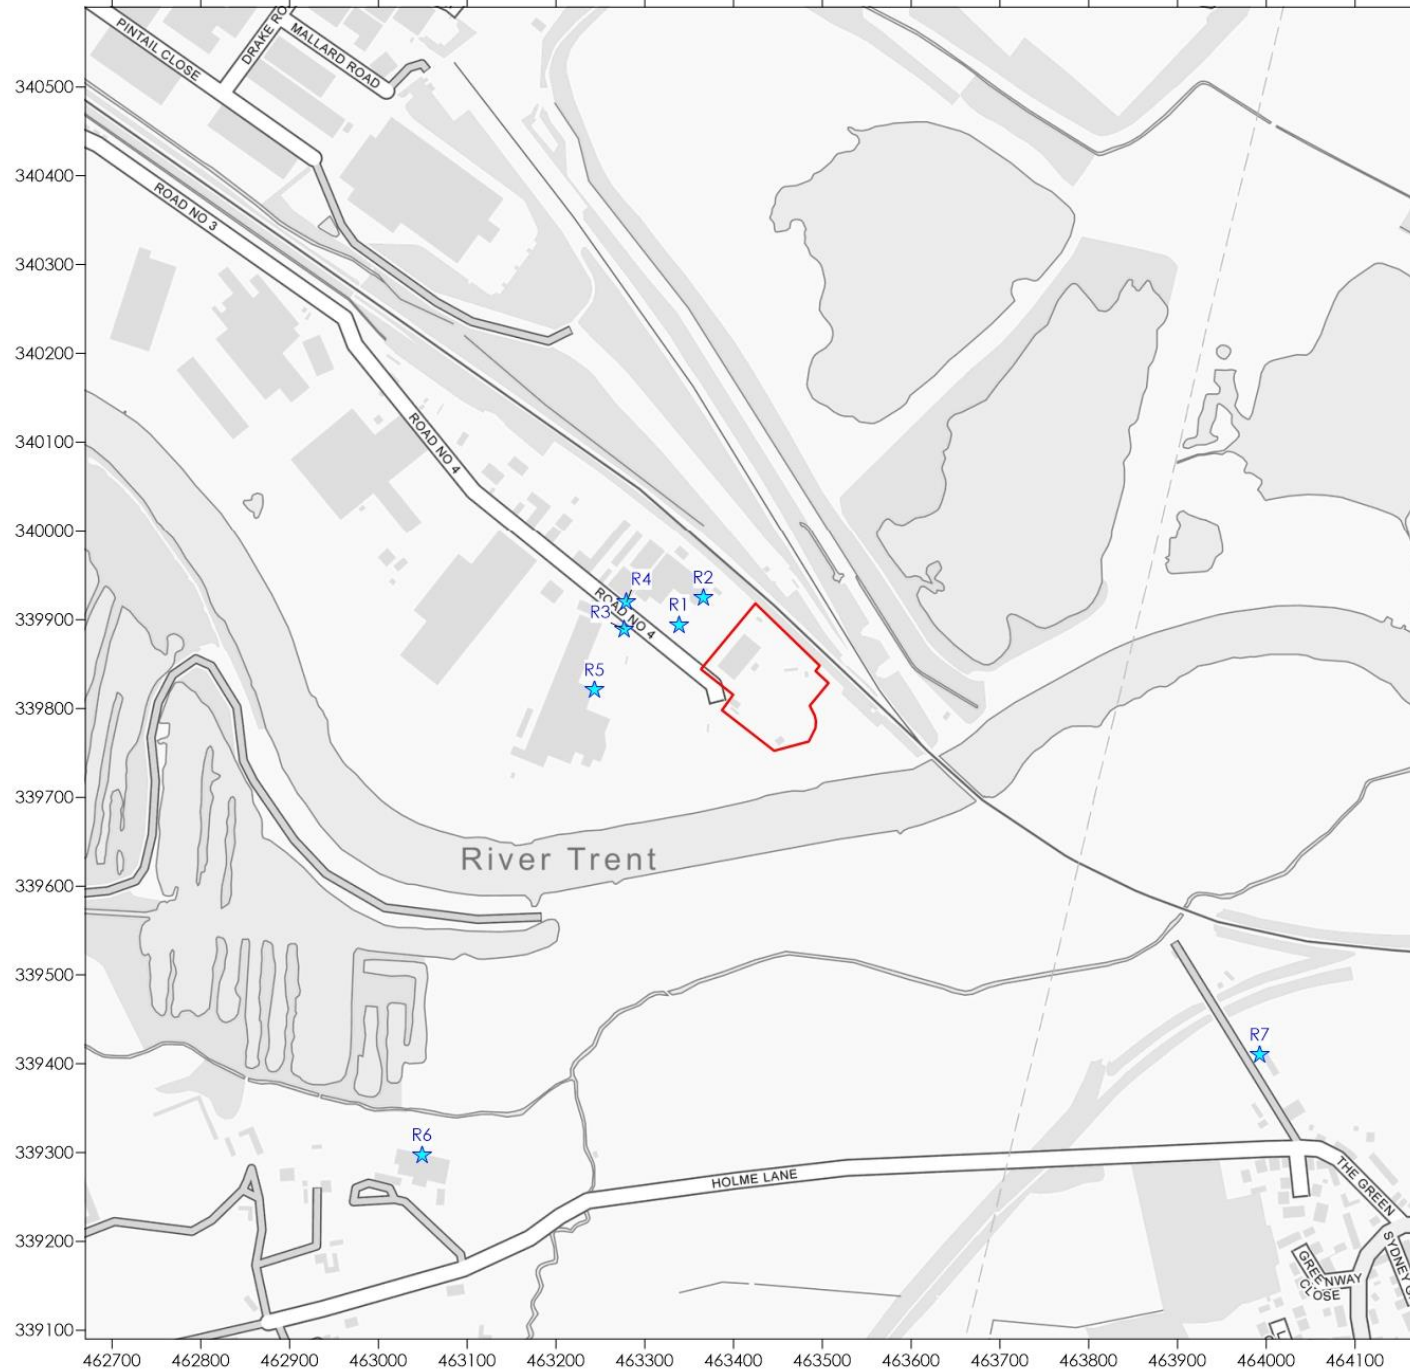 DRAKE RO
PINTAIL CLOSE
MALLARD ROAD
340500
340400
ROAD NO 3
340300
340200
340100
ROAD NO 4
340000
R4
R2
R3
ROAD NO 4
R1
339900
R5
339800
339700
River Trent
339600
339500
R7
339400
R6
339300
HOLME LANE
THE GREEN
339200
SYDNEY G
GREENWAY
CLOSE
339100
462700 462800 462900 463000 463100 463200 463300 463400 463500 463600 463700 463800 463900 464000 464100